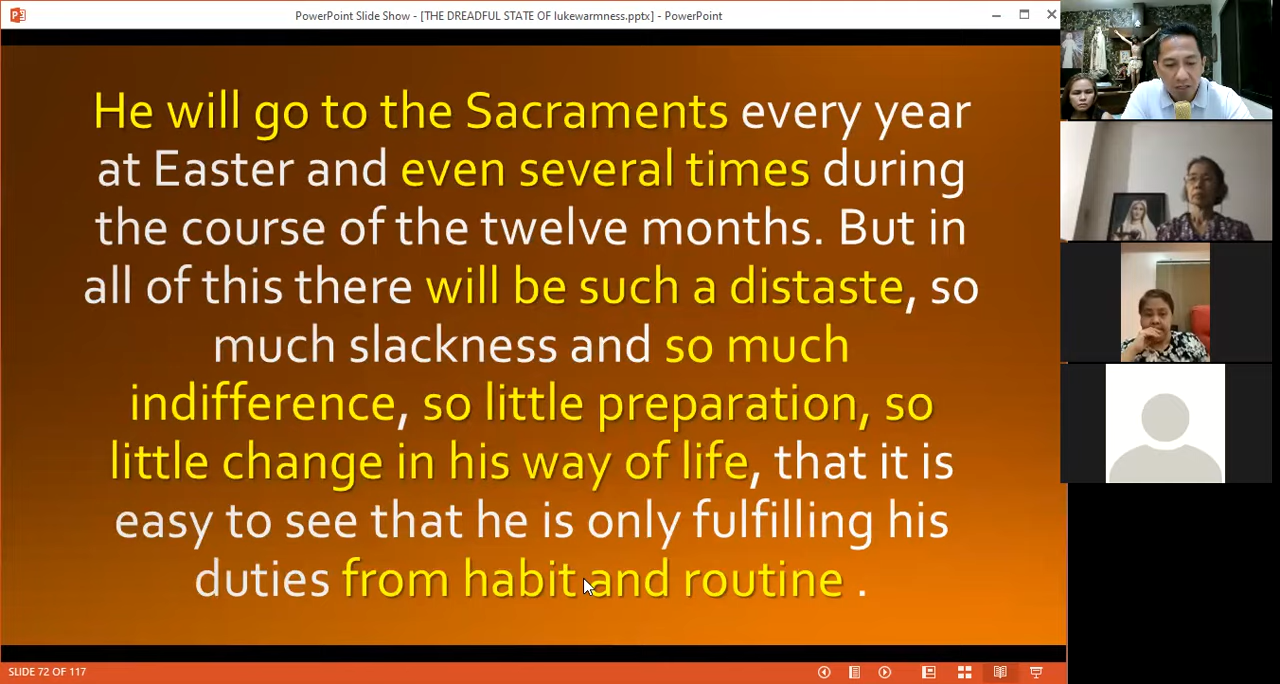 PowerPoint Slide Show - [THE DREADFUL STATE OF lukewarmness.pptx] - PowerPoint
He will go to the Sacraments every year
at Easter and even several times during
the course of the twelve months. But in
all of this there will be such a distaste, so
much slackness and so much
indifference, so little preparation, so
little change in his way of life, that it is
easy to see that he is only fulfilling his
duties from habit and routine .
SLIDE 72 OF 117